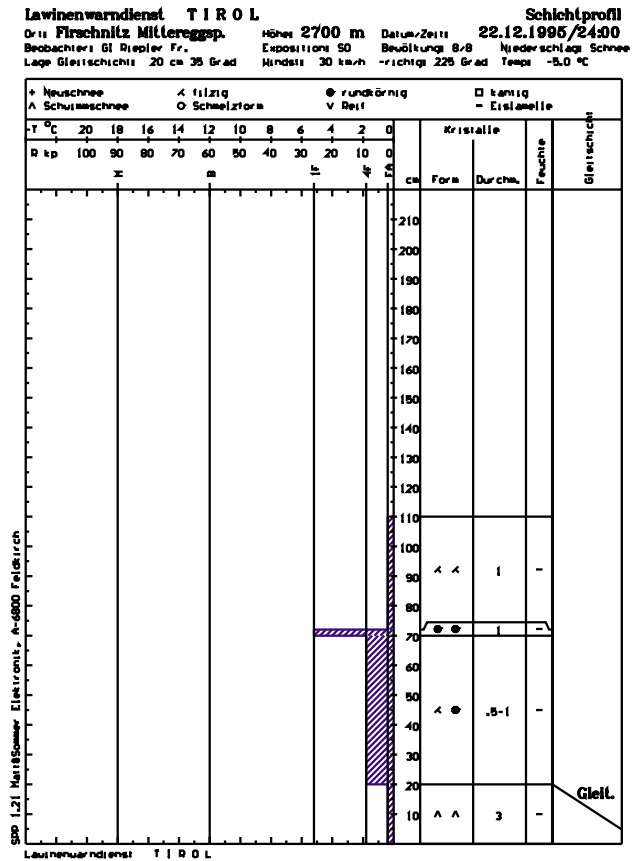 Lawinenwarndienst T I R O L Schichtprofil
Ort: Firschnitz Mittereggsp. Höhe: 2700 m Datum/Zeit: 22.12.1995/24:00
Beobachter: GI Riepler Fr. Exposition: SO Bewölkung: 8/8 Niederschlag: Schnee
Lage Gleitschicht: 20 cm 35 Grad Windst: 30 km/h -richtg: 225 Grad Temp: -5.0 °C
+ Neuschnee filzig ● rundkörnig □ kantig
^ Schwimmschnee O Schmelzform V Reif - Eislamelle
-T °C 20 18 16 14 12 10 8 6 4 2 0 Kristalle
R kp 100 90 80 70 60 50 40 30 20 10 0
cm Form Durchm. Feuchte Gleitschicht
1F 4F FA
210
200
190
180
170
160
150
140
130
120
110
100
90 1 -
80
70 ● ● 1 -
60
50
40 ● .5-1 -
30
20
10 ^ ^ 3 -
Gleit.
SPP 1.21 Matt&Sommer Elektronik, A-6800 Feldkirch
Lawinenwarndienst T I R O L